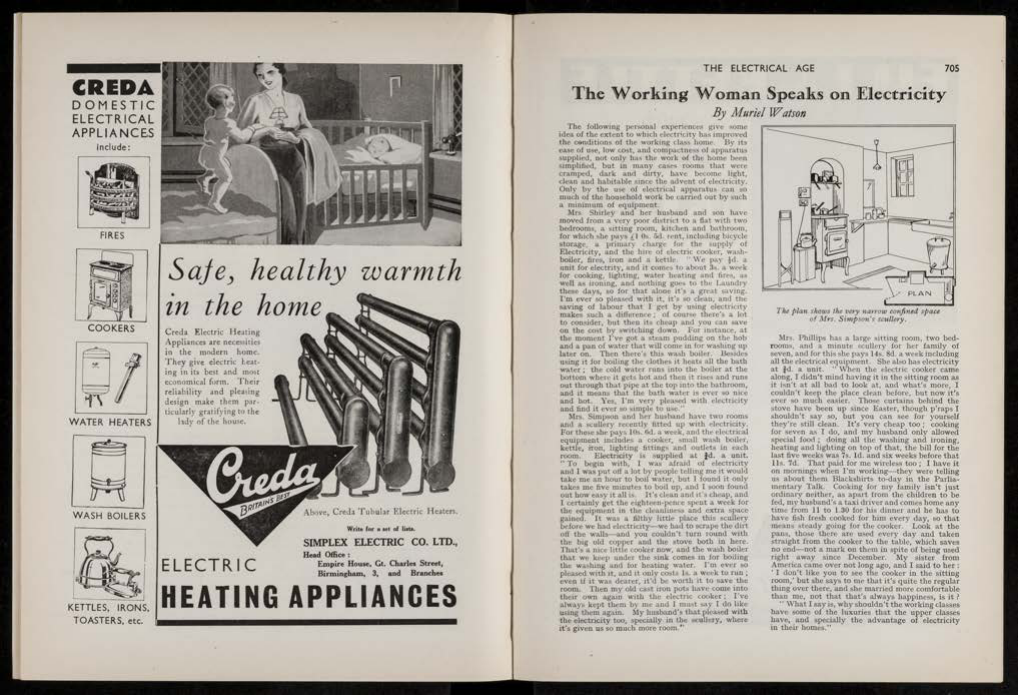 CREDA
DOMESTIC
ELECTRICAL
APPLIANCES
include:
FIRES
COOKERS
WATER HEATERS
WASH BOILERS
KETTLES, IRONS,
TOASTERS, etc.
Safe, healthy warmth
in the home
Creda Electric Heating
Appliances are necessities
in the modern home.
They give electric heat-
ing in its best and most
economical form. Their
reliability and pleasing
design make them par-
ticularly gratifying to the
lady of the house.
Creda
BRITAIN'S BEST
Above, Creda Tubular Electric Heaters.
Write for a set of lists.
SIMPLEX ELECTRIC CO. LTD.,
Head Office:
Empire House, Gt. Charles Street,
Birmingham, 3, and Branches
ELECTRIC
HEATING APPLIANCES
THE ELECTRICAL AGE 705
The Working Woman Speaks on Electricity
By Muriel Watson
The following personal experiences give some
idea of the extent to which electricity has improved
the conditions of the working class home. By its
ease of use, low cost, and compactness of apparatus
supplied, not only has the work of the home been
simplified, but in many cases rooms that were
cramped, dark and dirty, have become light,
clean and habitable since the advent of electricity.
Only by the use of electrical apparatus can so
much of the household work be carried out by such
a minimum of equipment.
Mrs. Shirley and her husband and son have
moved from a very poor district to a flat with two
bedrooms, a sitting room, kitchen and bathroom,
for which she pays £1 0s. 5d. rent, including bicycle
storage, a primary charge for the supply of
Electricity, and the hire of electric cooker, wash-
boiler, fires, iron and a kettle. "We pay ½d. a
unit for electrity, and it comes to about 3s. a week
for cooking, lighting, water heating and fires, as
well as ironing, and nothing goes to the Laundry
these days, so for that alone it's a great saving.
I'm ever so pleased with it, it's so clean, and the
saving of labour that I get by using electricity
makes such a difference; of course there's a lot
to consider, but then its cheap and you can save
on the cost by switching down. For instance, at
the moment I've got a steam pudding on the hob
and a pan of water that will come in for washing up
later on. Then there's this wash boiler. Besides
using it for boiling the clothes it heats all the bath
water; the cold water runs into the boiler at the
bottom where it gets hot and then it rises and runs
out through that pipe at the top into the bathroom,
and it means that the bath water is ever so nice
and hot. Yes, I'm very pleased with electricity
and find it ever so simple to use."
Mrs. Simpson and her husband have two rooms
and a scullery recently fitted up with electricity.
For these she pays 10s. 6d. a week, and the electrical
equipment includes a cooker, small wash boiler,
kettle, iron, lighting fittings and outlets in each
room. Electricity is supplied at d. a unit.
"To begin with, I was afraid of electricity
and I was put off a lot by people telling me it would
take me an hour to boil water, but I found it only
takes me five minutes to boil up, and I soon found
out how easy it all is. It's clean and it's cheap, and
I certainly get the eighteen-pence spent a week for
the equipment in the cleanliness and extra space
gained. It was a filthy little place this scullery
before we had electricity—we had to scrape the dirt
off the walls—and you couldn't turn round with
the big old copper and the stove both in here.
That's a nice little cooker now, and the wash boiler
that we keep under the sink comes in for boiling
the washing and for heating water. I'm ever so
pleased with it, and it only costs 1s. a week to run;
even if it was dearer, it'd be worth it to save the
room. Then my old cast iron pots have come into
their own again with the electric cooker; I've
always kept them by me and I must say I do like
using them again. My husband's that pleased with
the electricity too, specially in the scullery, where
it's given us so much more room."
PLAN
The plan shows the very narrow confined space
of Mrs. Simpson's scullery.
Mrs. Phillips has a large sitting room, two bed-
rooms, and a minute scullery for her family of
seven, and for this she pays 14s. 8d. a week including
all the electrical equipment. She also has electricity
at d. a unit. "When the electric cooker came
along, I didn't mind having it in the sitting room as
it isn't at all bad to look at, and what's more, I
couldn't keep the place clean before, but now it's
ever so much easier. Those curtains behind the
stove have been up since Easter, though p'raps I
shouldn't say so, but you can see for yourself
they're still clean. It's very cheap too; cooking
for seven as I do, and my husband only allowed
special food; doing all the washing and ironing,
heating and lighting on top of that, the bill for the
last five weeks was 7s. 1d. and six weeks before that
11s. 7d. That paid for me wireless too; I have it
on mornings when I'm working—they were telling
us about them Blackshirts to-day in the Parlia-
mentary Talk. Cooking for my family isn't just
ordinary neither, as apart from the children to be
fed, my husband's a taxi driver and comes home any
time from 11 to 1.30 for his dinner and he has to
have fish fresh cooked for him every day, so that
means steady going for the cooker. Look at the
pans, those there are used every day and taken
straight from the cooker to the table, which saves
no end—not a mark on them in spite of being used
right away since December. My sister from
America came over not long ago, and I said to her:
'I don't like you to see the cooker in the sitting
room,' but she says to me that it's quite the regular
thing over there, and she married more comfortable
than me, not that that's always happiness, is it?
"What I say is, why shouldn't the working classes
have some of the luxuries that the upper classes
have, and specially the advantage of electricity
in their homes."